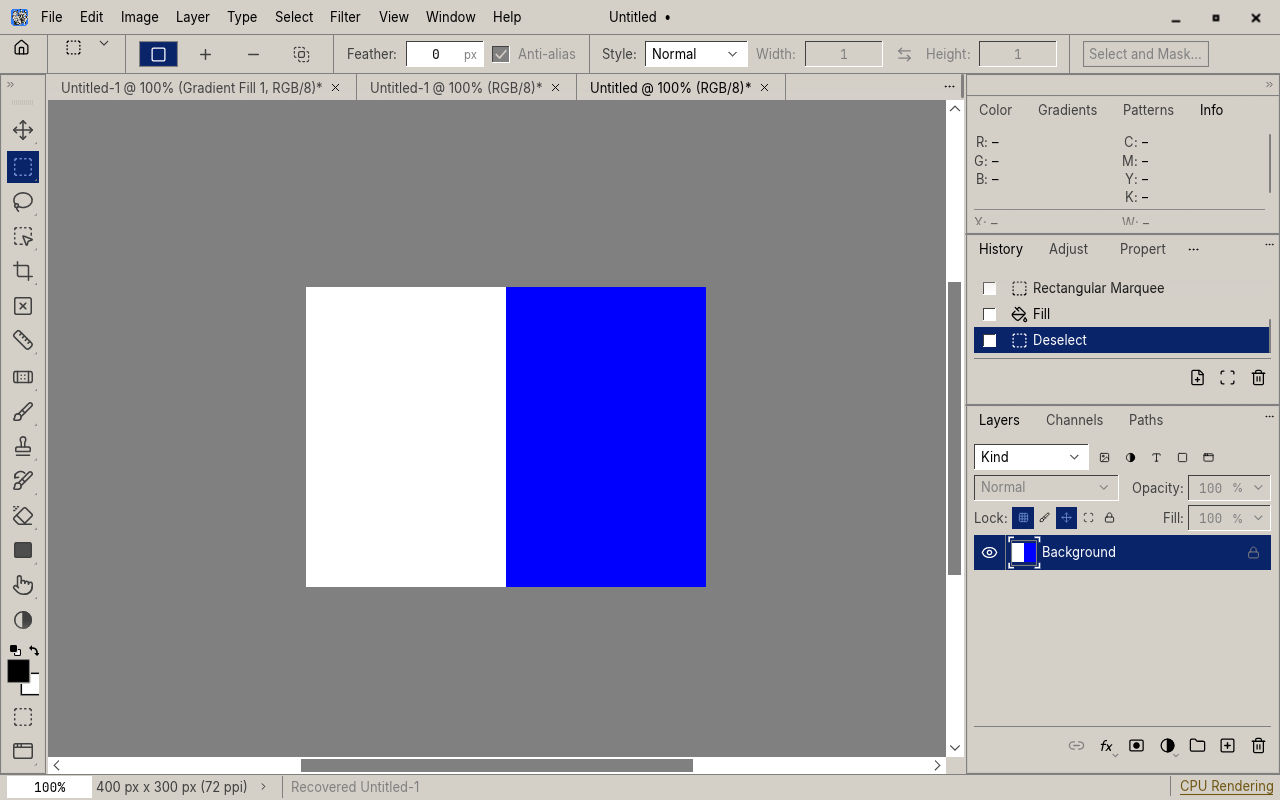 File Edit Image Layer Type Select Filter View Window Help Untitled •
Feather: 0 px Anti-alias Style: Normal Width: 1 Height: 1 Select and Mask...
Untitled-1 @ 100% (Gradient Fill 1, RGB/8)* Untitled-1 @ 100% (RGB/8)* Untitled @ 100% (RGB/8)*
Color Gradients Patterns Info
R: – C: –
G: – M: –
B: – Y: –
K: –
X: – W: –
History Adjust Propert
Rectangular Marquee
Fill
Deselect
Layers Channels Paths
Kind
Normal Opacity: 100 %
Lock: Fill: 100 %
Background
fx
100% 400 px x 300 px (72 ppi) Recovered Untitled-1 CPU Rendering